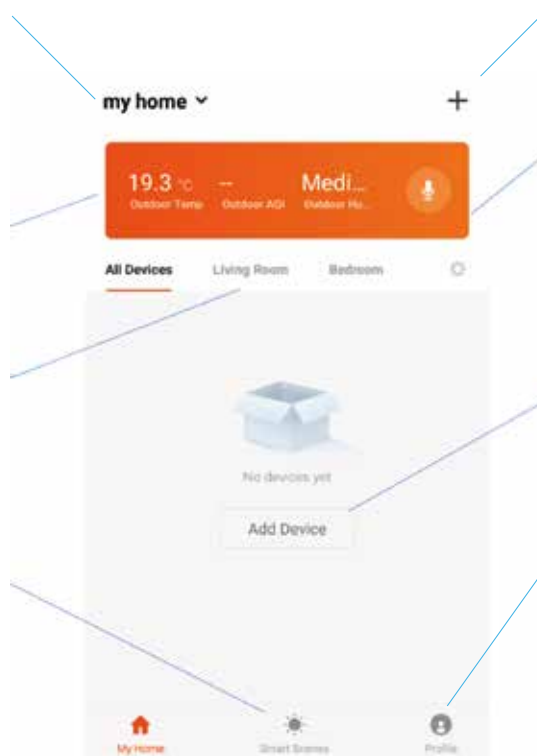 my home
19.3 °C -- Medi...
Outdoor Temp Outdoor AQI Outdoor Hu...
All Devices Living Room Bedroom
No devices yet
Add Device
My Home Smart Scenes Profile